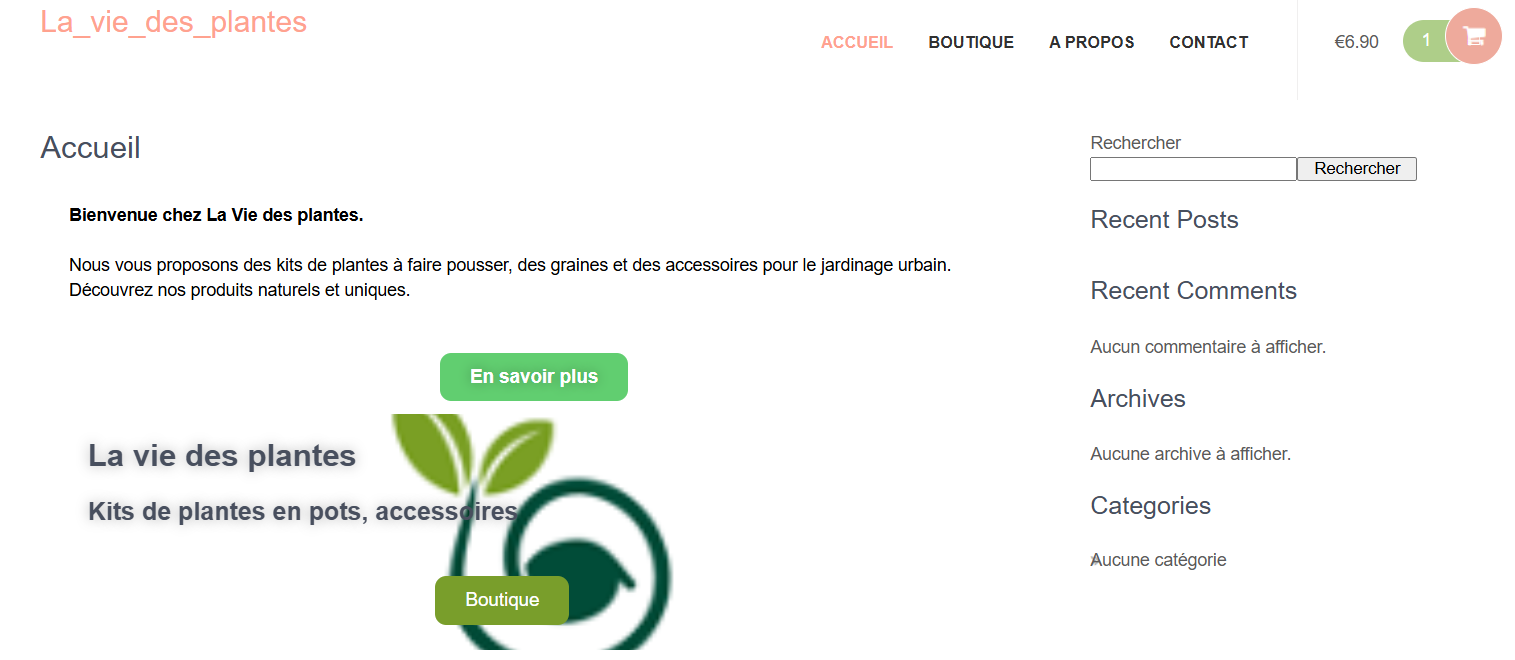 La_vie_des_plantes
ACCUEIL BOUTIQUE A PROPOS CONTACT €6.90 1
Accueil
Bienvenue chez La Vie des plantes.
Nous vous proposons des kits de plantes à faire pousser, des graines et des accessoires pour le jardinage urbain.
Découvrez nos produits naturels et uniques.
En savoir plus
La vie des plantes
Kits de plantes en pots, accessoires
Boutique
Rechercher
Rechercher
Recent Posts
Recent Comments
Aucun commentaire à afficher.
Archives
Aucune archive à afficher.
Categories
Aucune catégorie